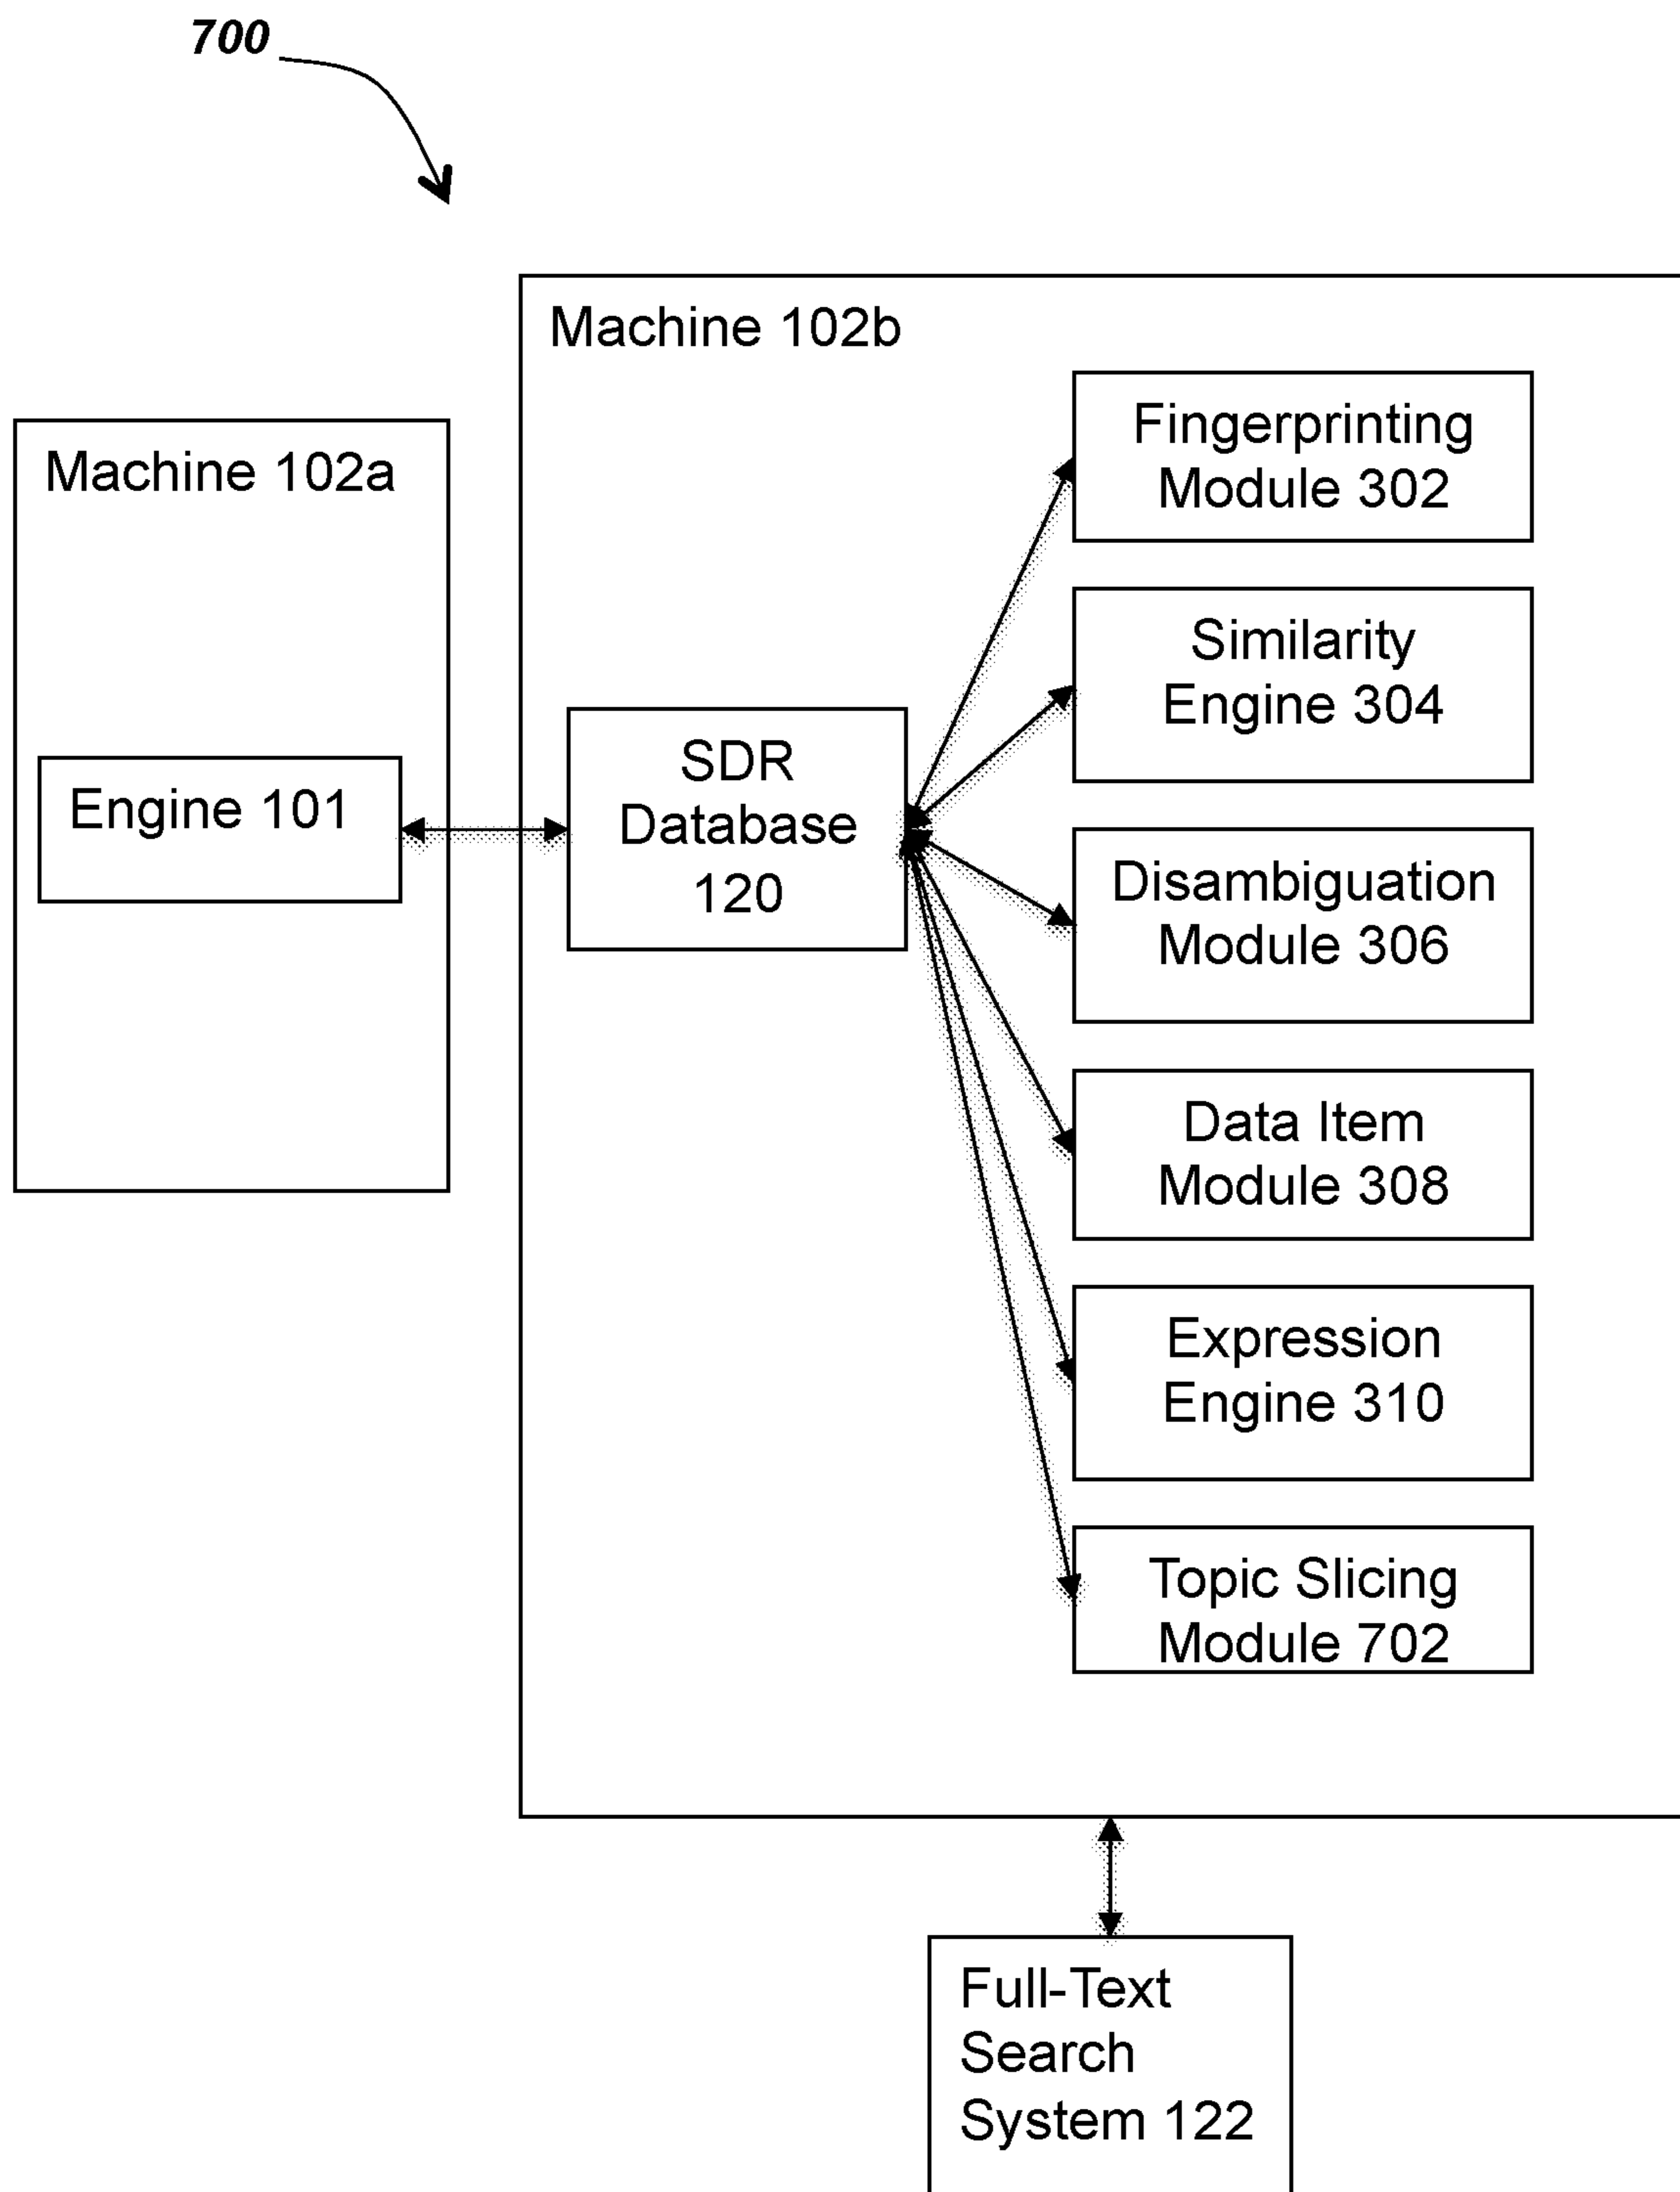 700
Machine 102b
Machine 102a
Fingerprinting
Module 302
Similarity
Engine 304
Engine 101
SDR
Database
120
Disambiguation
Module 306
Data Item
Module 308
Expression
Engine 310
Topic Slicing
Module 702
Full-Text
Search
System 122